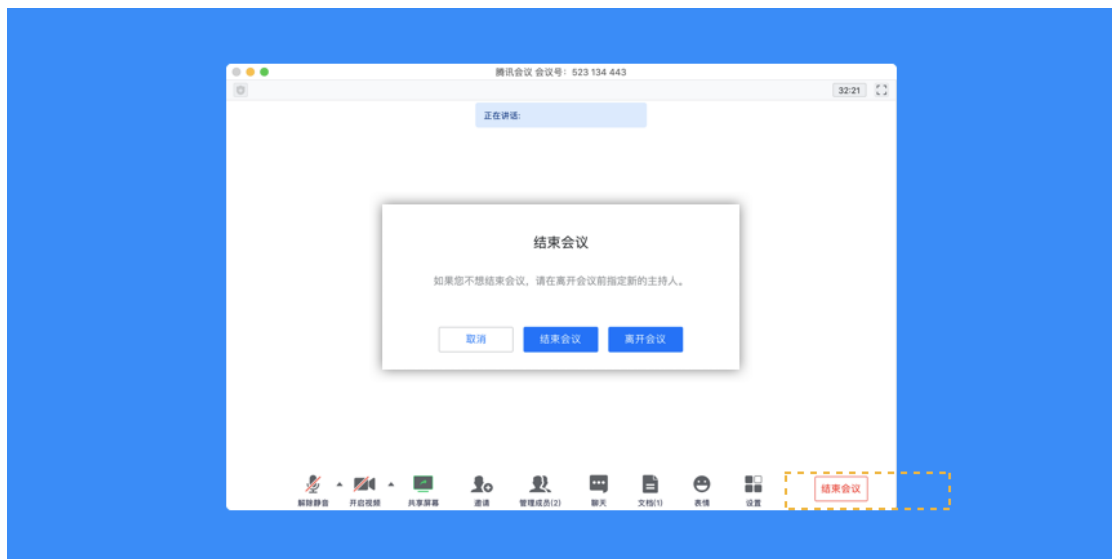 腾讯会议 会议号：523 134 443
32:21
正在讲话:
结束会议
如果您不想结束会议，请在离开会议前指定新的主持人。
取消 结束会议 离开会议
解除静音 开启视频 共享屏幕 邀请 管理成员(2) 聊天 文档(1) 表情 设置 结束会议